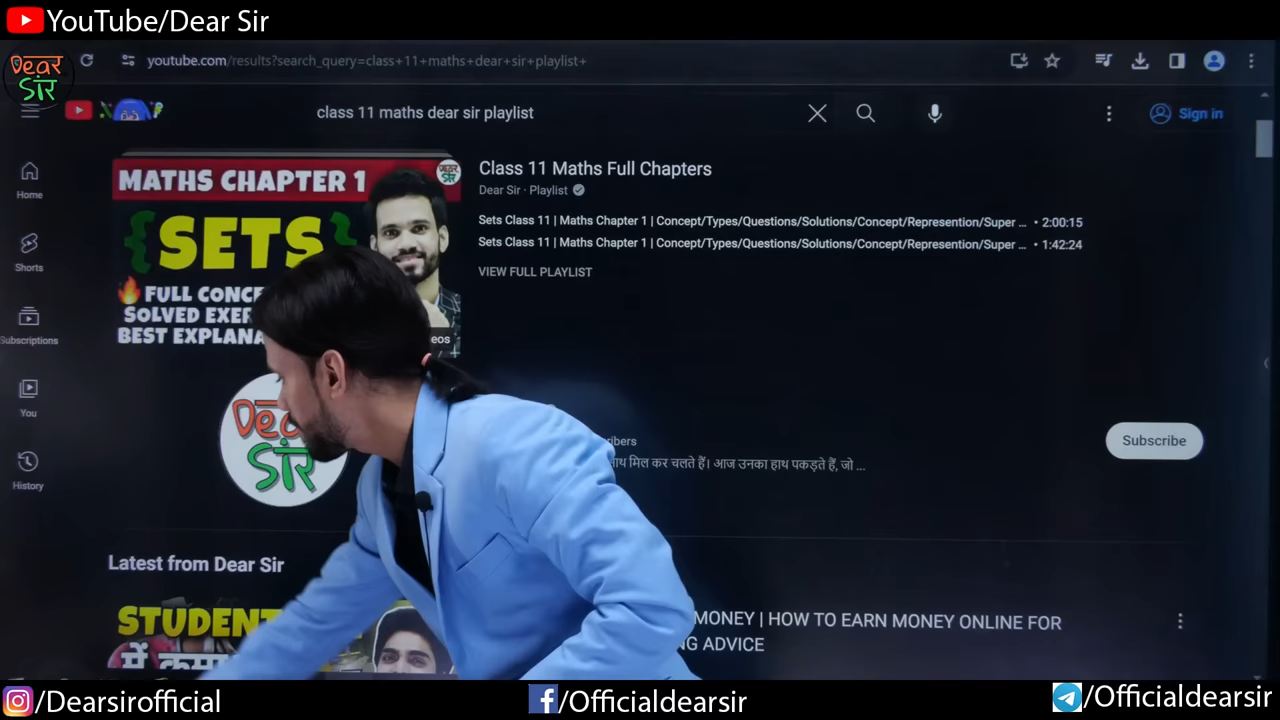 YouTube/Dear Sir
Dear
Sir
youtube.com/results?search_query=class+11+maths+dear+sir+playlist+
class 11 maths dear sir playlist
Sign in
Home
Shorts
Subscriptions
You
History
MATHS CHAPTER 1
{SETS}
FULL CONCE
SOLVED EXER
BEST EXPLANA
eos
Class 11 Maths Full Chapters
Dear Sir · Playlist
Sets Class 11 | Maths Chapter 1 | Concept/Types/Questions/Solutions/Concept/Represention/Super ... • 2:00:15
Sets Class 11 | Maths Chapter 1 | Concept/Types/Questions/Solutions/Concept/Represention/Super ... • 1:42:24
VIEW FULL PLAYLIST
Sir
ribers
साथ मिल कर चलते हैं। आज उनका हाथ पकड़ते हैं, जो ...
Subscribe
Latest from Dear Sir
STUDENT
में
MONEY | HOW TO EARN MONEY ONLINE FOR
NG ADVICE
/Dearsirofficial
/Officialdearsir
/Officialdearsir